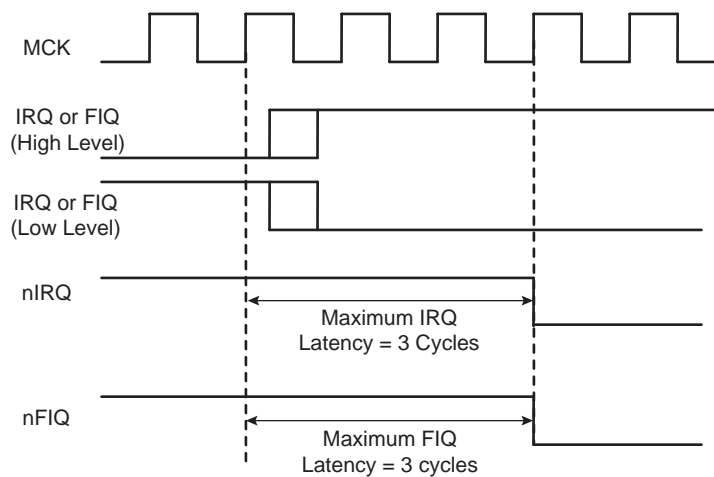 MCK
IRQ or FIQ
(High Level)
IRQ or FIQ
(Low Level)
nIRQ
Maximum IRQ
Latency = 3 Cycles
nFIQ
Maximum FIQ
Latency = 3 cycles